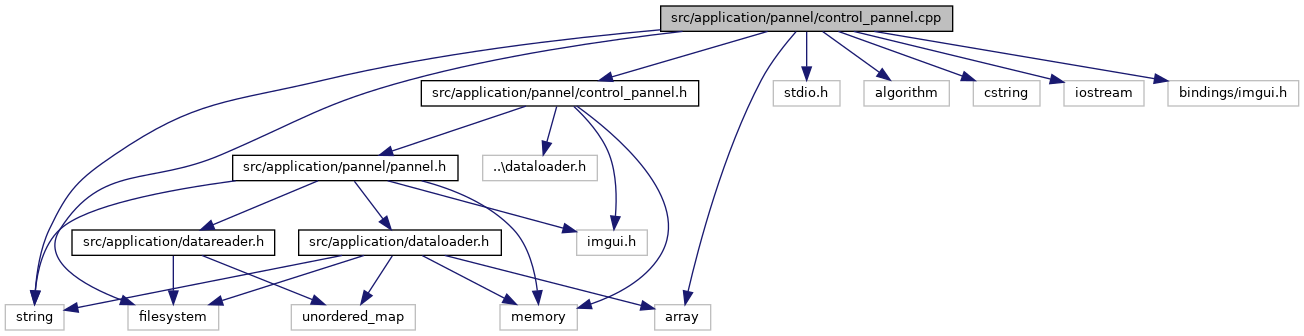 src/application/pannel/control_pannel.cpp
src/application/pannel/control_pannel.h
stdio.h
algorithm
cstring
iostream
bindings/imgui.h
src/application/pannel/pannel.h
..\dataloader.h
src/application/datareader.h
src/application/dataloader.h
imgui.h
string
filesystem
unordered_map
memory
array